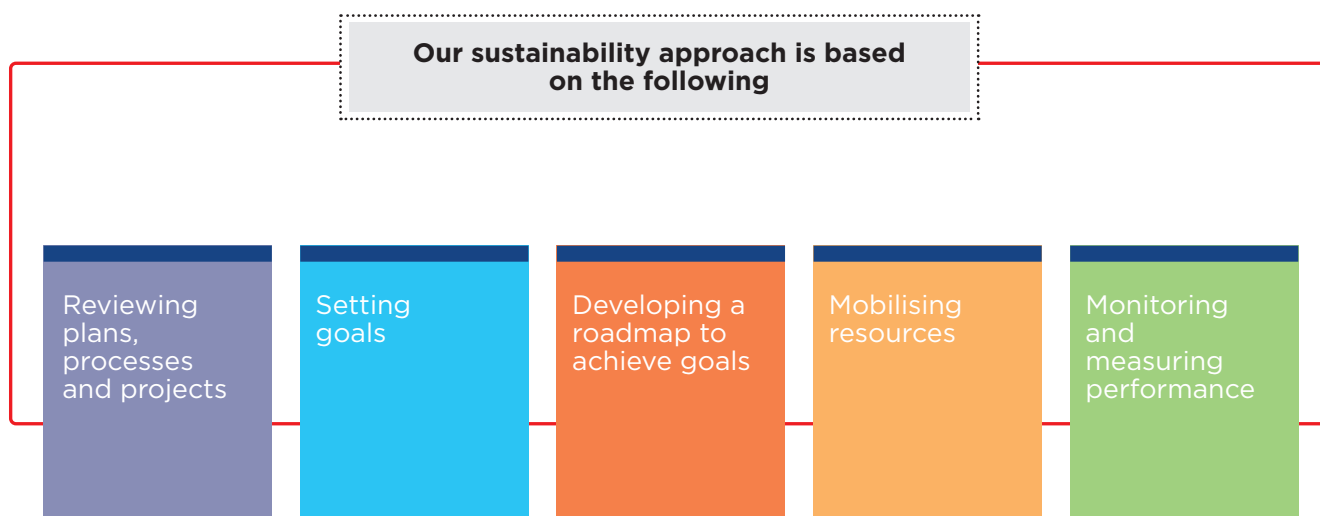 Our sustainability approach is based
on the following
Reviewing
plans,
processes
and projects
Setting
goals
Developing a
roadmap to
achieve goals
Mobilising
resources
Monitoring
and
measuring
performance